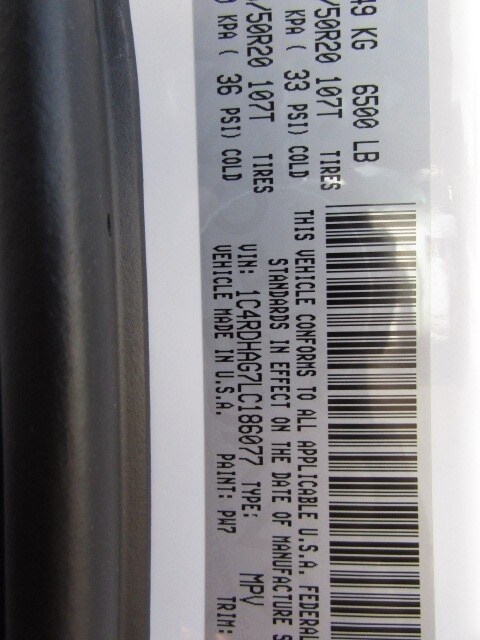 49 KG 6500 LB
/50R20 107T TIRES
KPA ( 33 PSI) COLD
/50R20 107T TIRES
) KPA ( 36 PSI) COLD
THIS VEHICLE CONFORMS TO ALL APPLICABLE U.S.A. FEDERAL
STANDARDS IN EFFECT ON THE DATE OF MANUFACTURE S
VIN: 1C4RDHAG7LC186077 TYPE: MPV
VEHICLE MADE IN U.S.A. PAINT: PW7 TRIM: